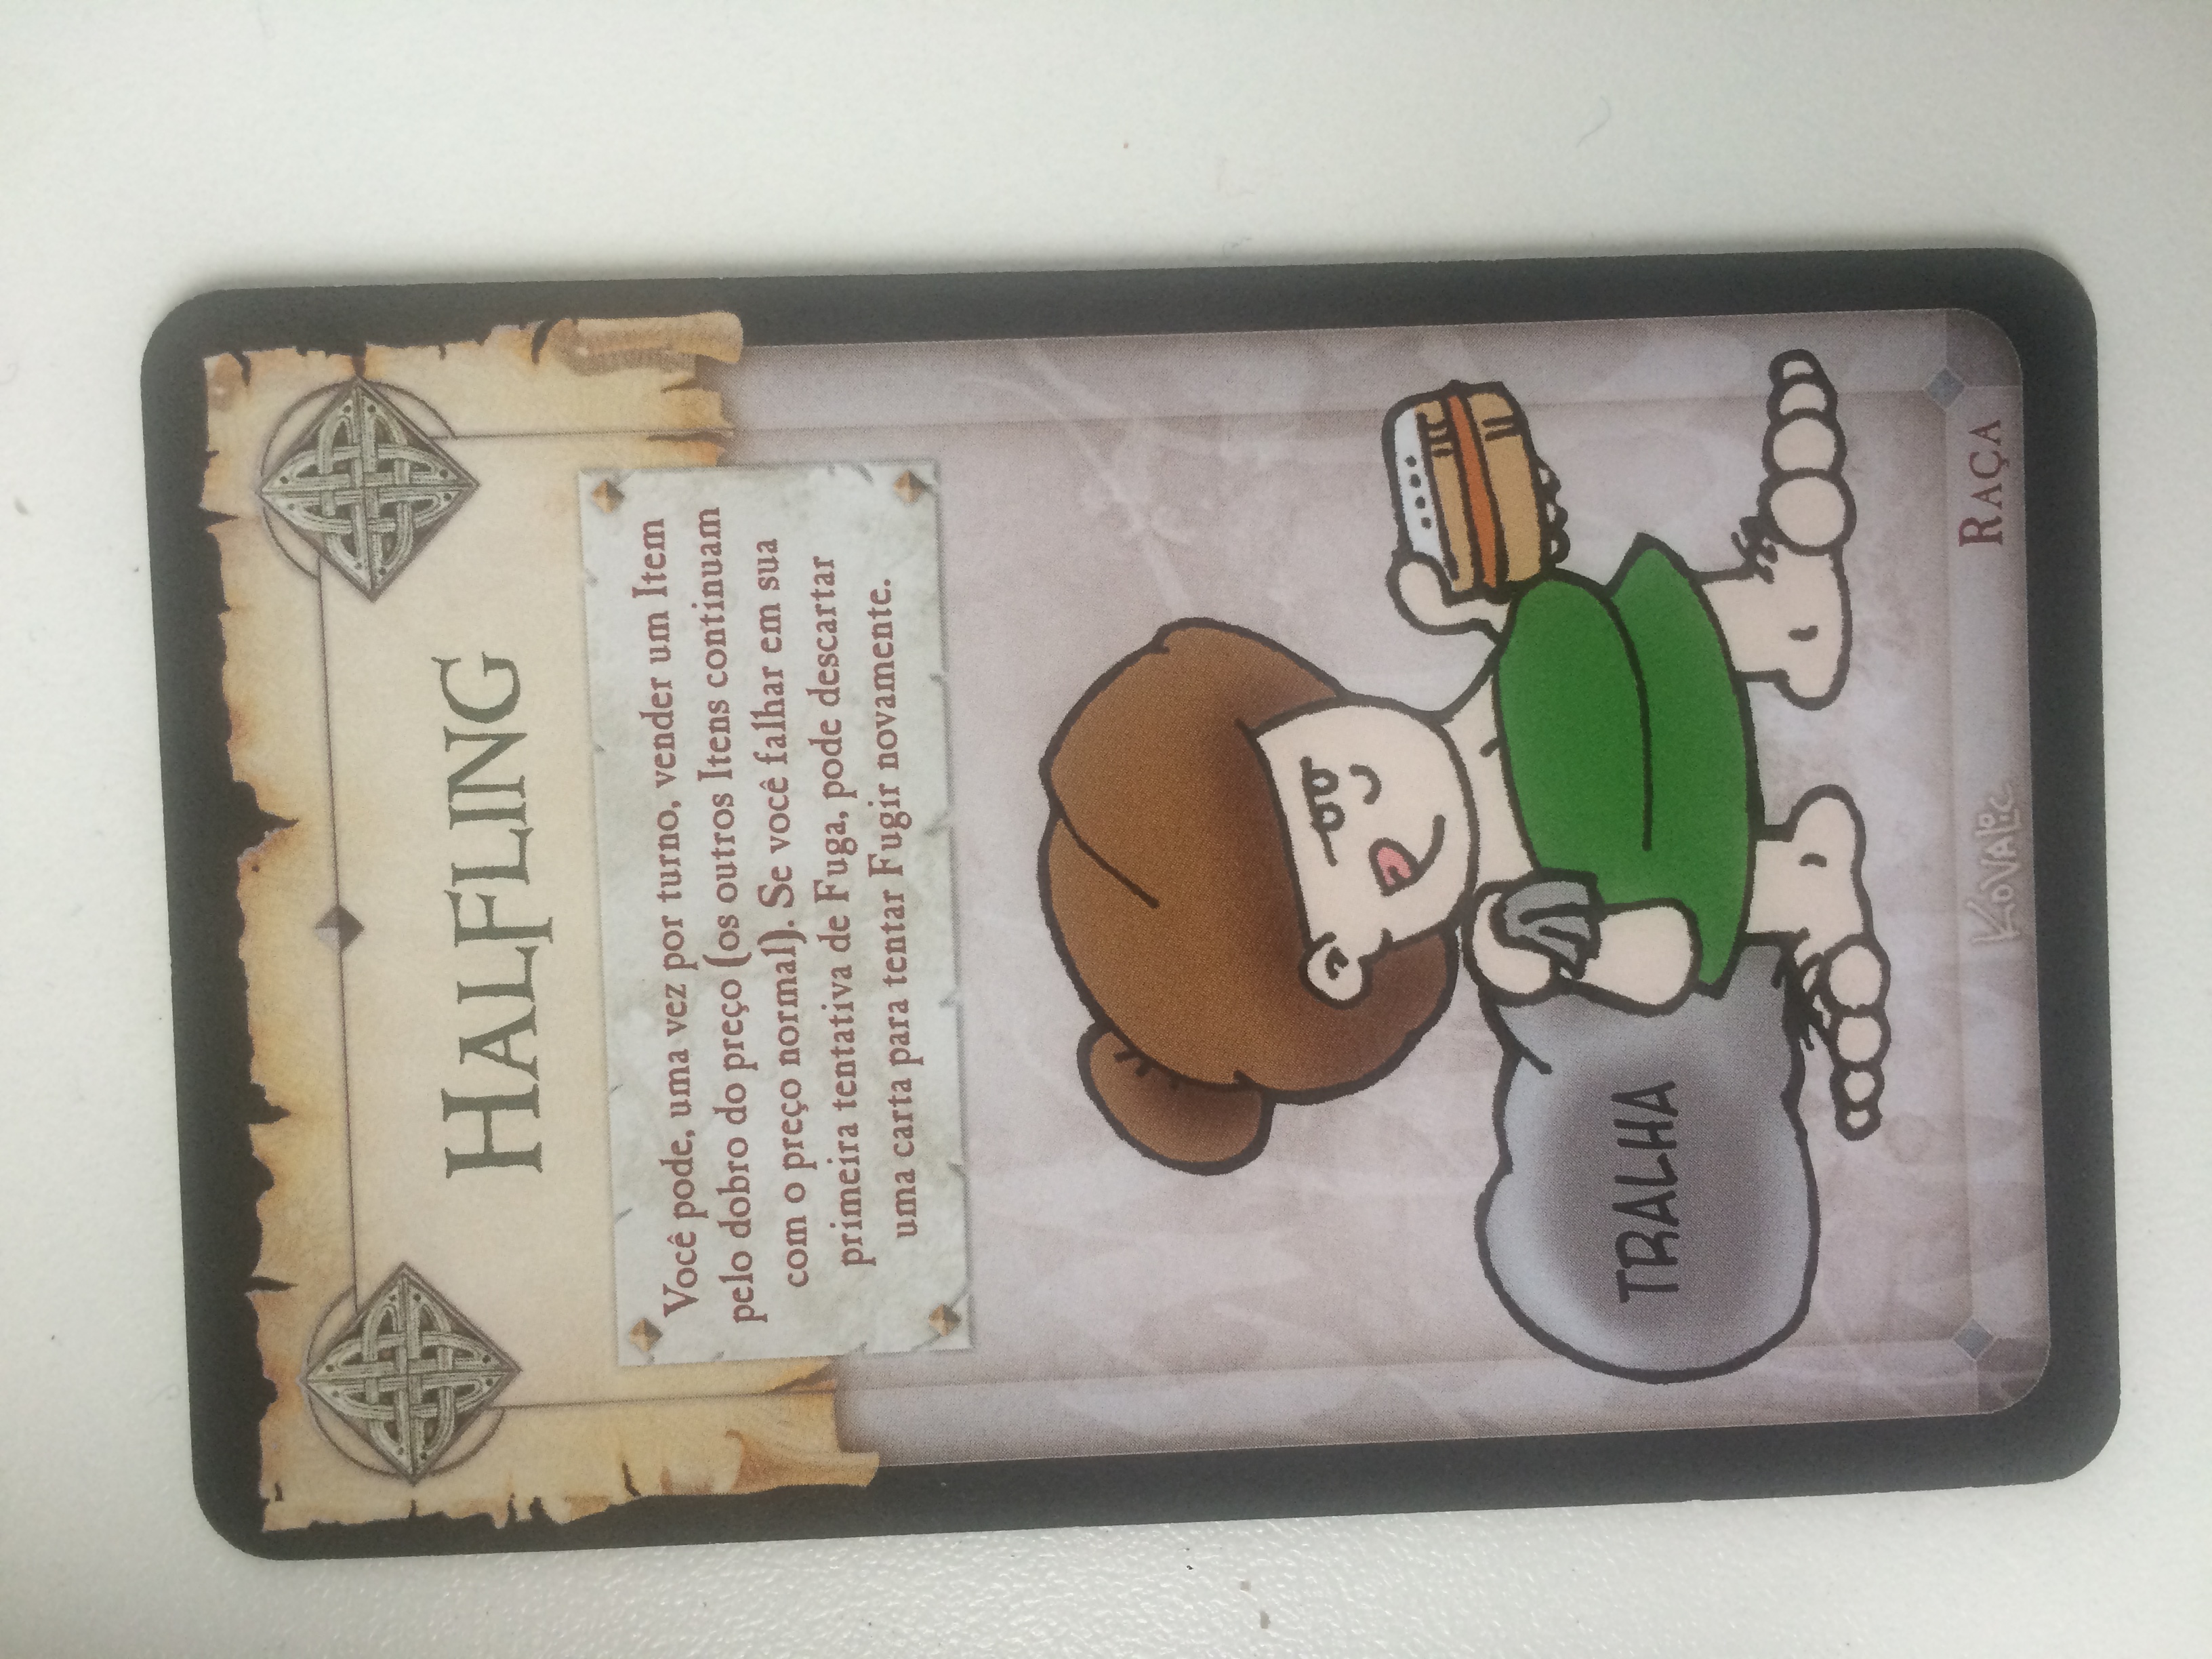 Halfling
Você pode, uma vez por turno, vender um Item
pelo dobro do preço (os outros Itens continuam
com o preço normal). Se você falhar em sua
primeira tentativa de Fuga, pode descartar
uma carta para tentar Fugir novamente.
TRALHA
KOVALIC
Raça